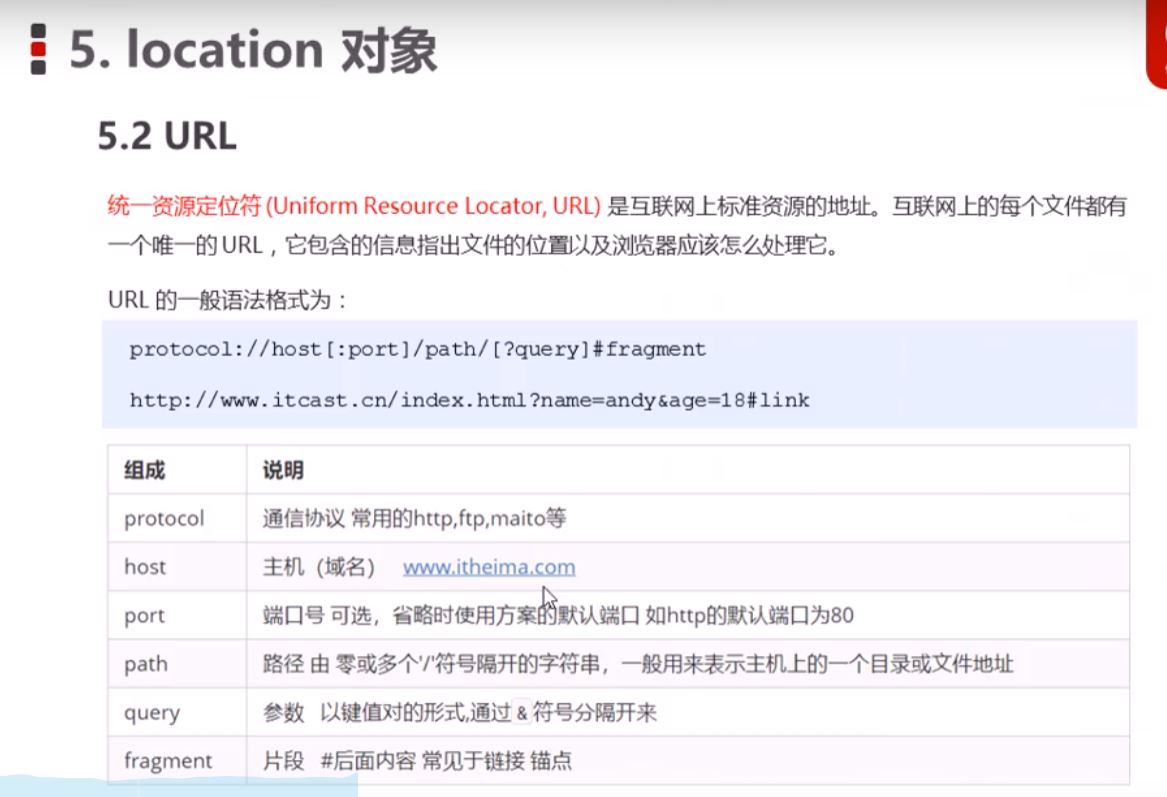 5. location 对象
5.2 URL
统一资源定位符 (Uniform Resource Locator, URL) 是互联网上标准资源的地址。互联网上的每个文件都有
一个唯一的 URL，它包含的信息指出文件的位置以及浏览器应该怎么处理它。
URL 的一般语法格式为：
protocol://host[:port]/path/[?query]#fragment
http://www.itcast.cn/index.html?name=andy&age=18#link
组成 说明
protocol 通信协议 常用的http,ftp,maito等
host 主机（域名） www.itheima.com
port 端口号 可选，省略时使用方案的默认端口 如http的默认端口为80
path 路径 由 零或多个'/'符号隔开的字符串，一般用来表示主机上的一个目录或文件地址
query 参数 以键值对的形式,通过 & 符号分隔开来
fragment 片段 #后面内容 常见于链接 锚点